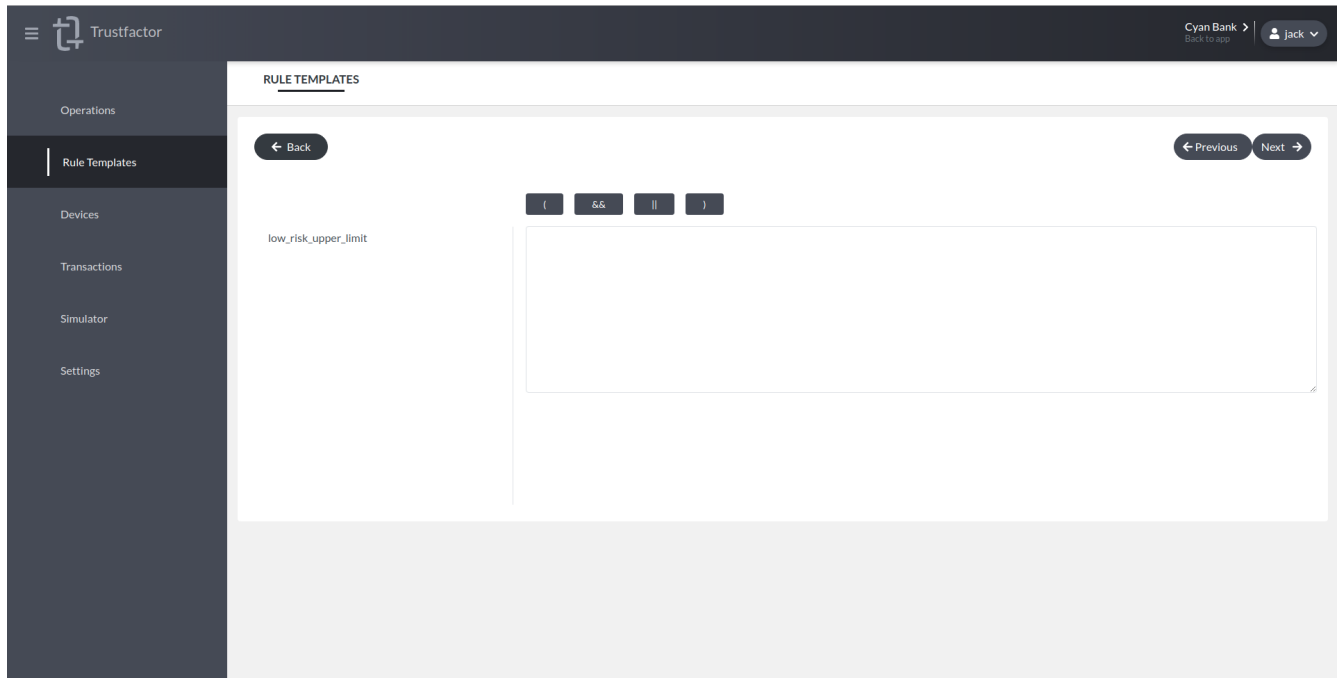 Trustfactor
Cyan Bank
Back to app
jack
Operations
Rule Templates
Devices
Transactions
Simulator
Settings
RULE TEMPLATES
Back
Previous
Next
( && || )
low_risk_upper_limit